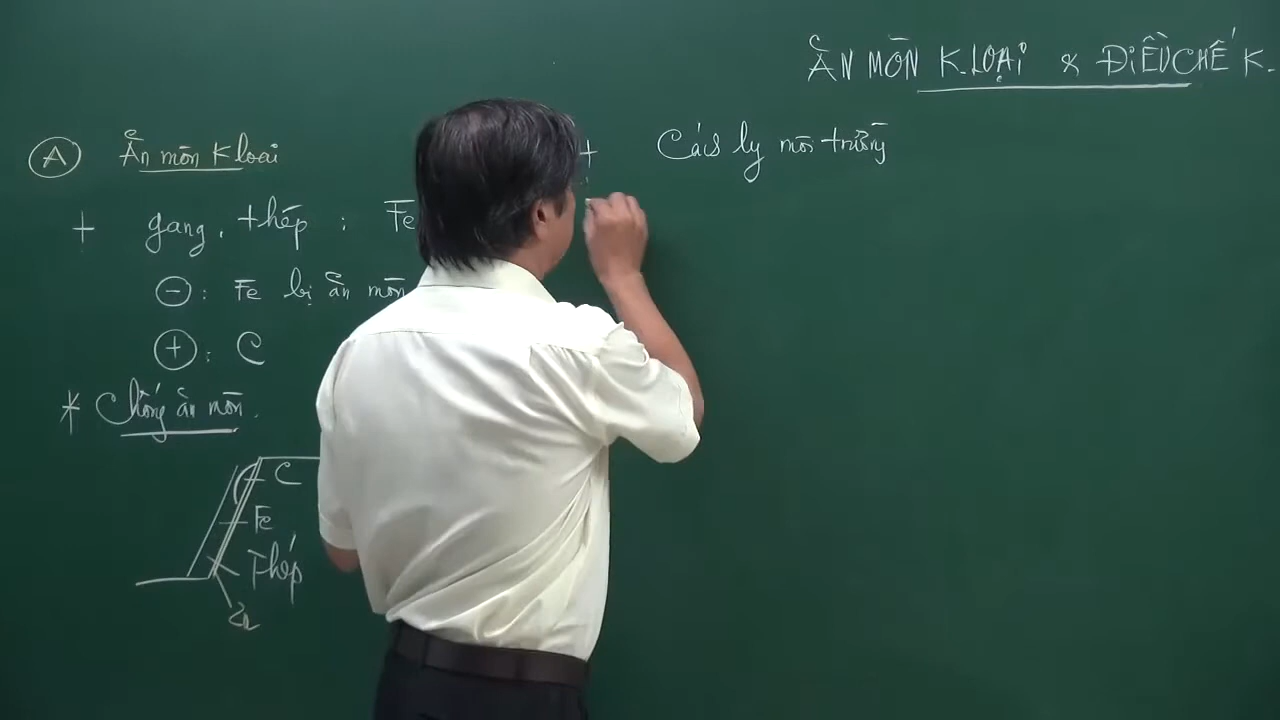 ĂN MÒN K.LOẠI & ĐIỀU CHẾ K.
(A) Ăn mòn K loại
+ gang, thép : Fe
(-) : Fe bị ăn mòn
(+) : C
* Chống ăn mòn.
C
Fe
Thép
Zn
+ Cách ly môi trường